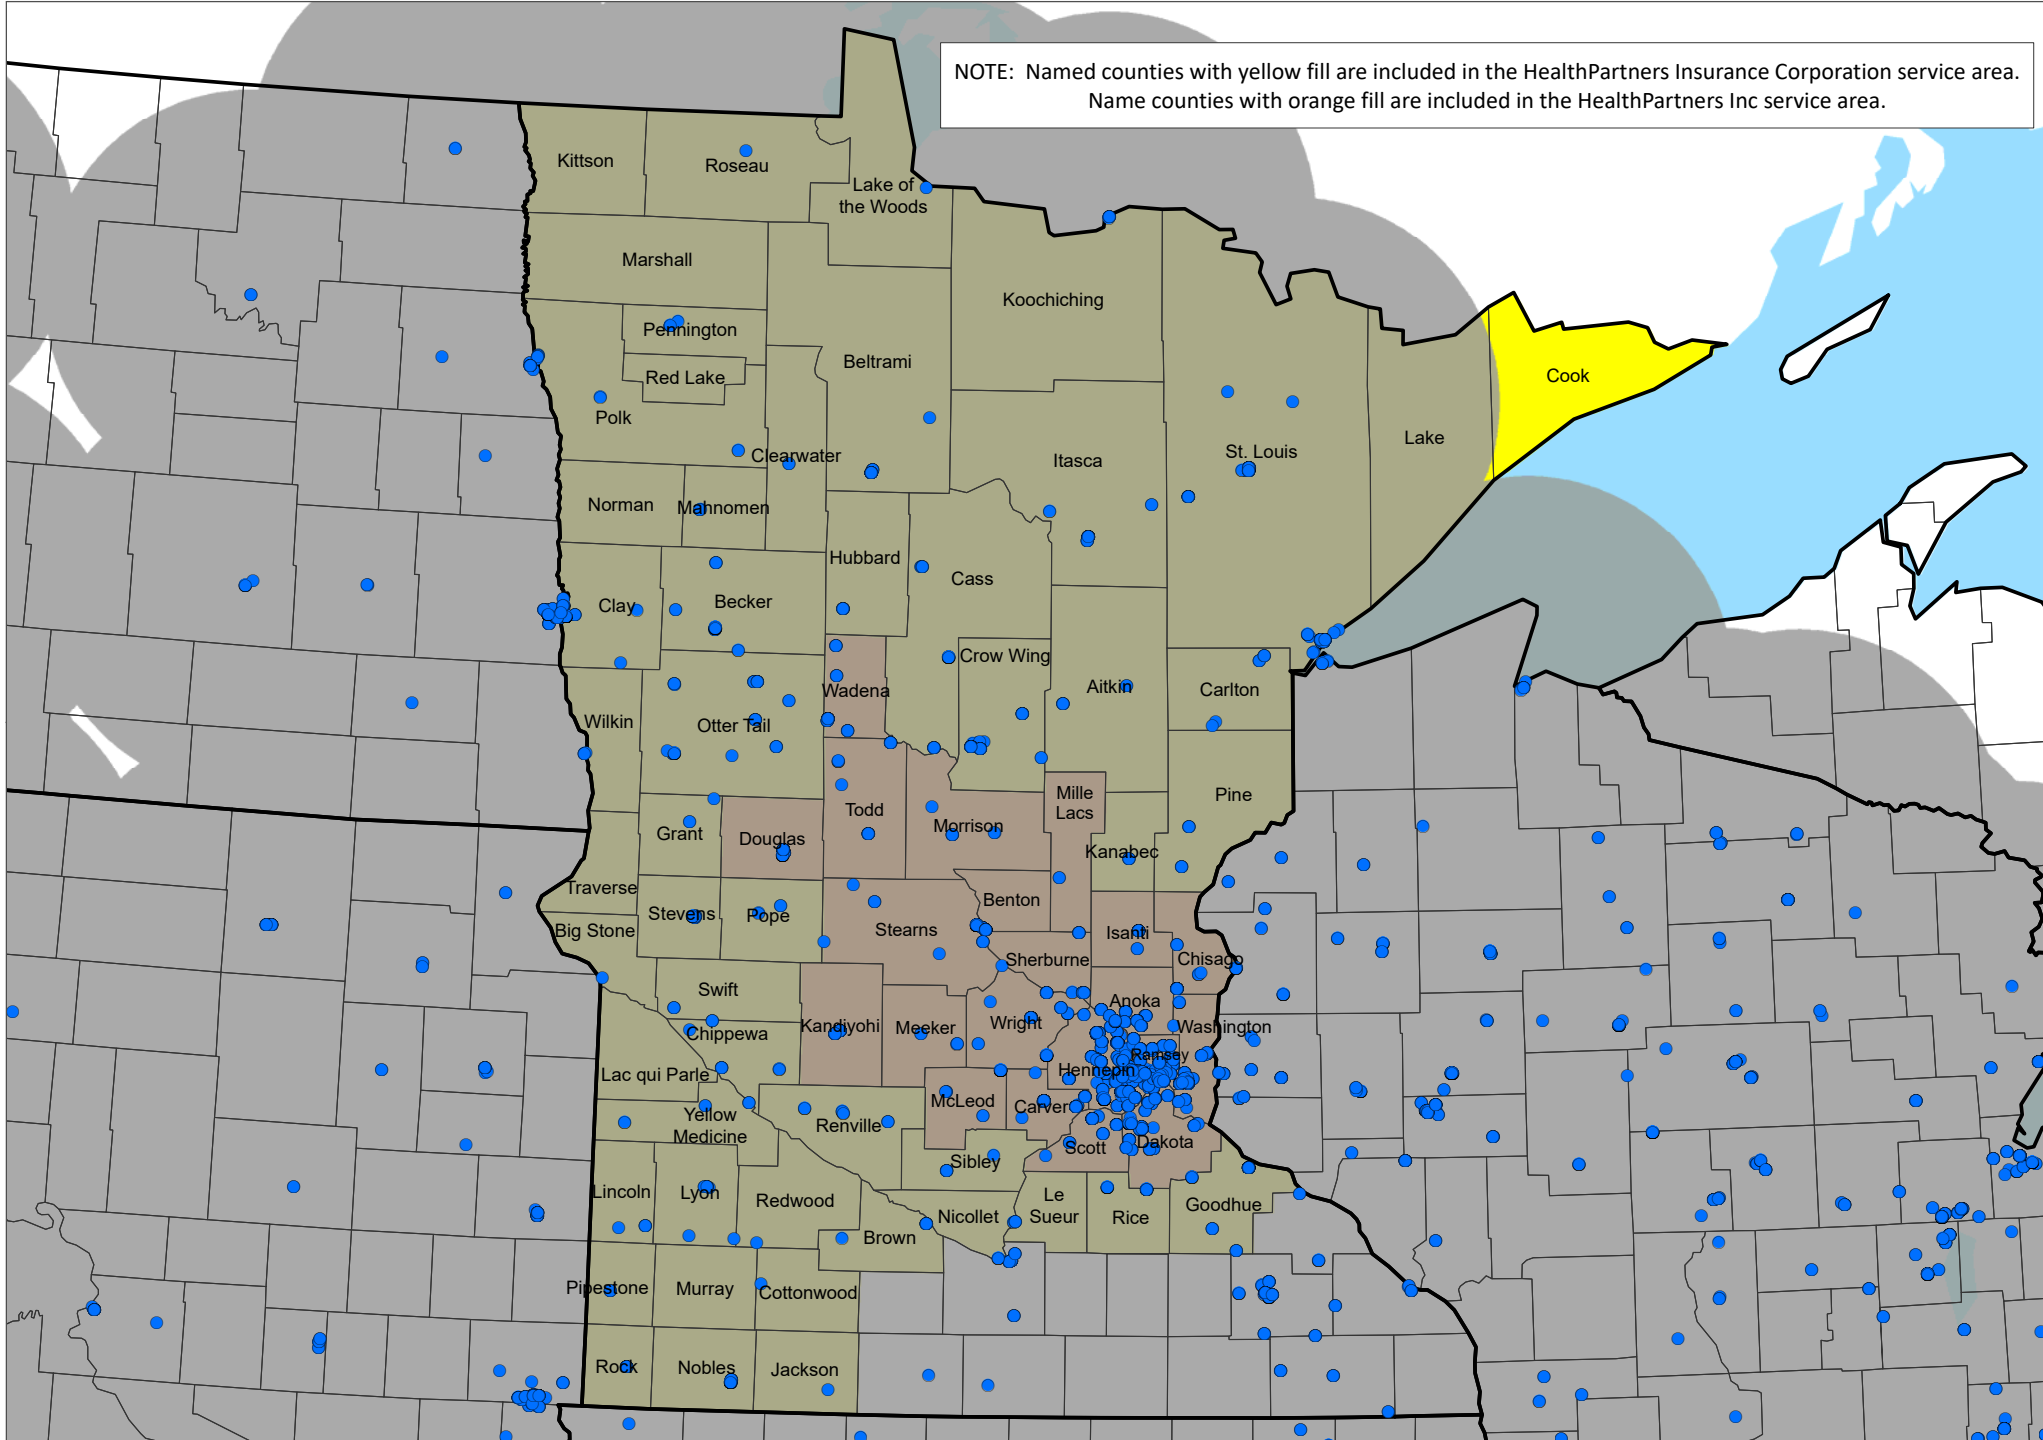 NOTE:  Named counties with yellow fill are included in the HealthPartners Insurance Corporation service area.
Name counties with orange fill are included in the HealthPartners Inc service area.
Kittson
Roseau
Lake of
the Woods
Marshall
Koochiching
Pennington
Beltrami
Red Lake
Cook
Polk
Lake
Clearwater
Itasca
St. Louis
Norman
Mahnomen
Hubbard
Cass
Clay
Becker
Crow Wing
Wadena
Aitkin
Carlton
Wilkin
Otter Tail
Mille
Lacs
Pine
Todd
Morrison
Grant
Douglas
Kanabec
Traverse
Benton
Stevens
Pope
Big Stone
Stearns
Isanti
Sherburne
Chisago
Swift
Anoka
Chippewa
Kandiyohi
Meeker
Wright
Washington
Ramsey
Hennepin
Lac qui Parle
McLeod
Carver
Yellow
Medicine
Renville
Scott
Dakota
Sibley
Lincoln
Lyon
Redwood
Le
Sueur
Nicollet
Rice
Goodhue
Brown
Pipestone
Murray
Cottonwood
Rock
Nobles
Jackson